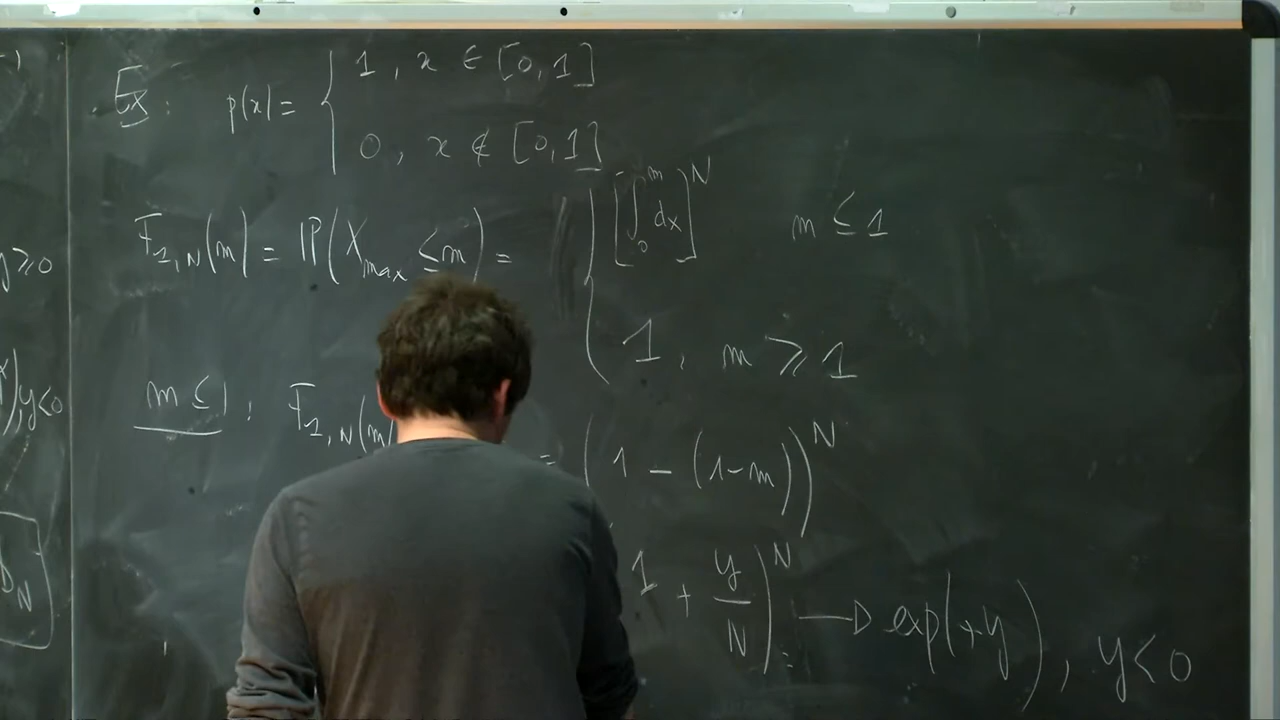 Ex: p(x) = { 1, x ∈ [0,1]
0, x ∉ [0,1]
F_{1,N}(m) = ℙ(X_max ≤ m) = { [∫_0^m dx]^N m ≤ 1
1, m ⩾ 1
y ⩾ 0
m ≤ 1, F_{1,N}(m = (1 - (1-m))^N
), y<0
1 + y/N)^N = → exp(+y), y<0
N